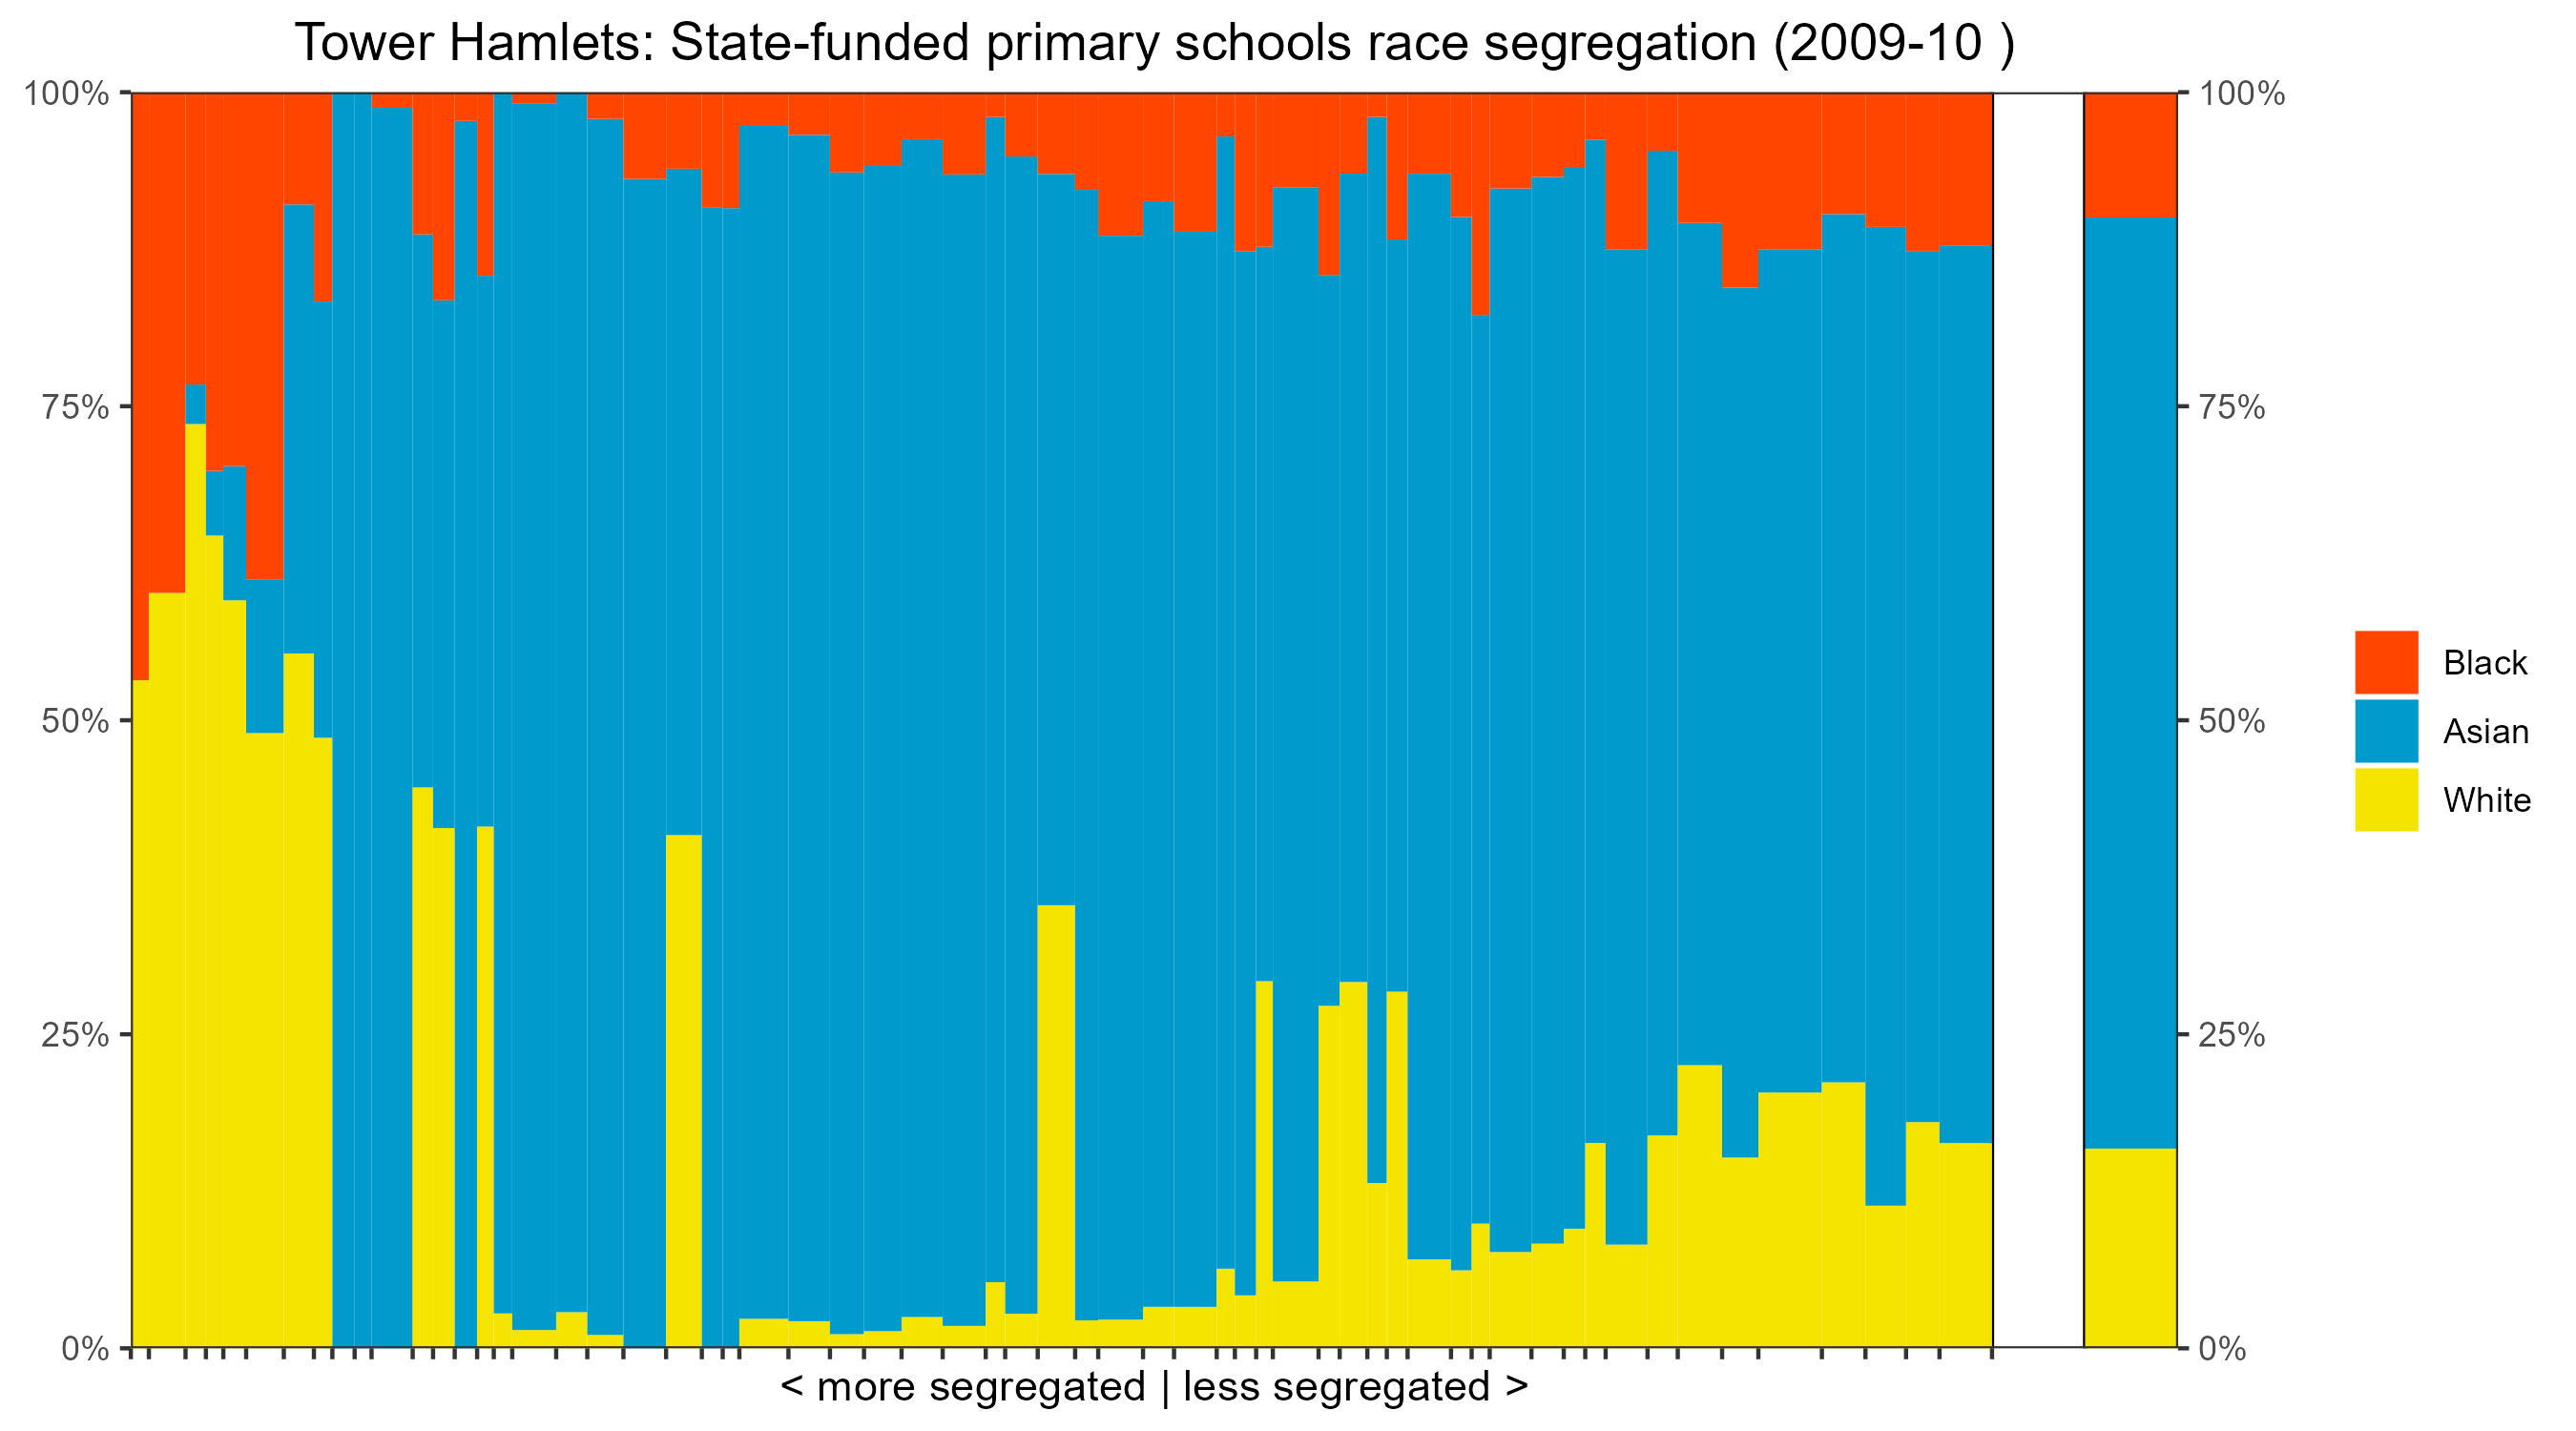 Tower Hamlets: State-funded primary schools race segregation (2009-10 )
100%
75%
50%
25%
0%
100%
75%
50%
25%
0%
Black
Asian
White
< more segregated | less segregated >